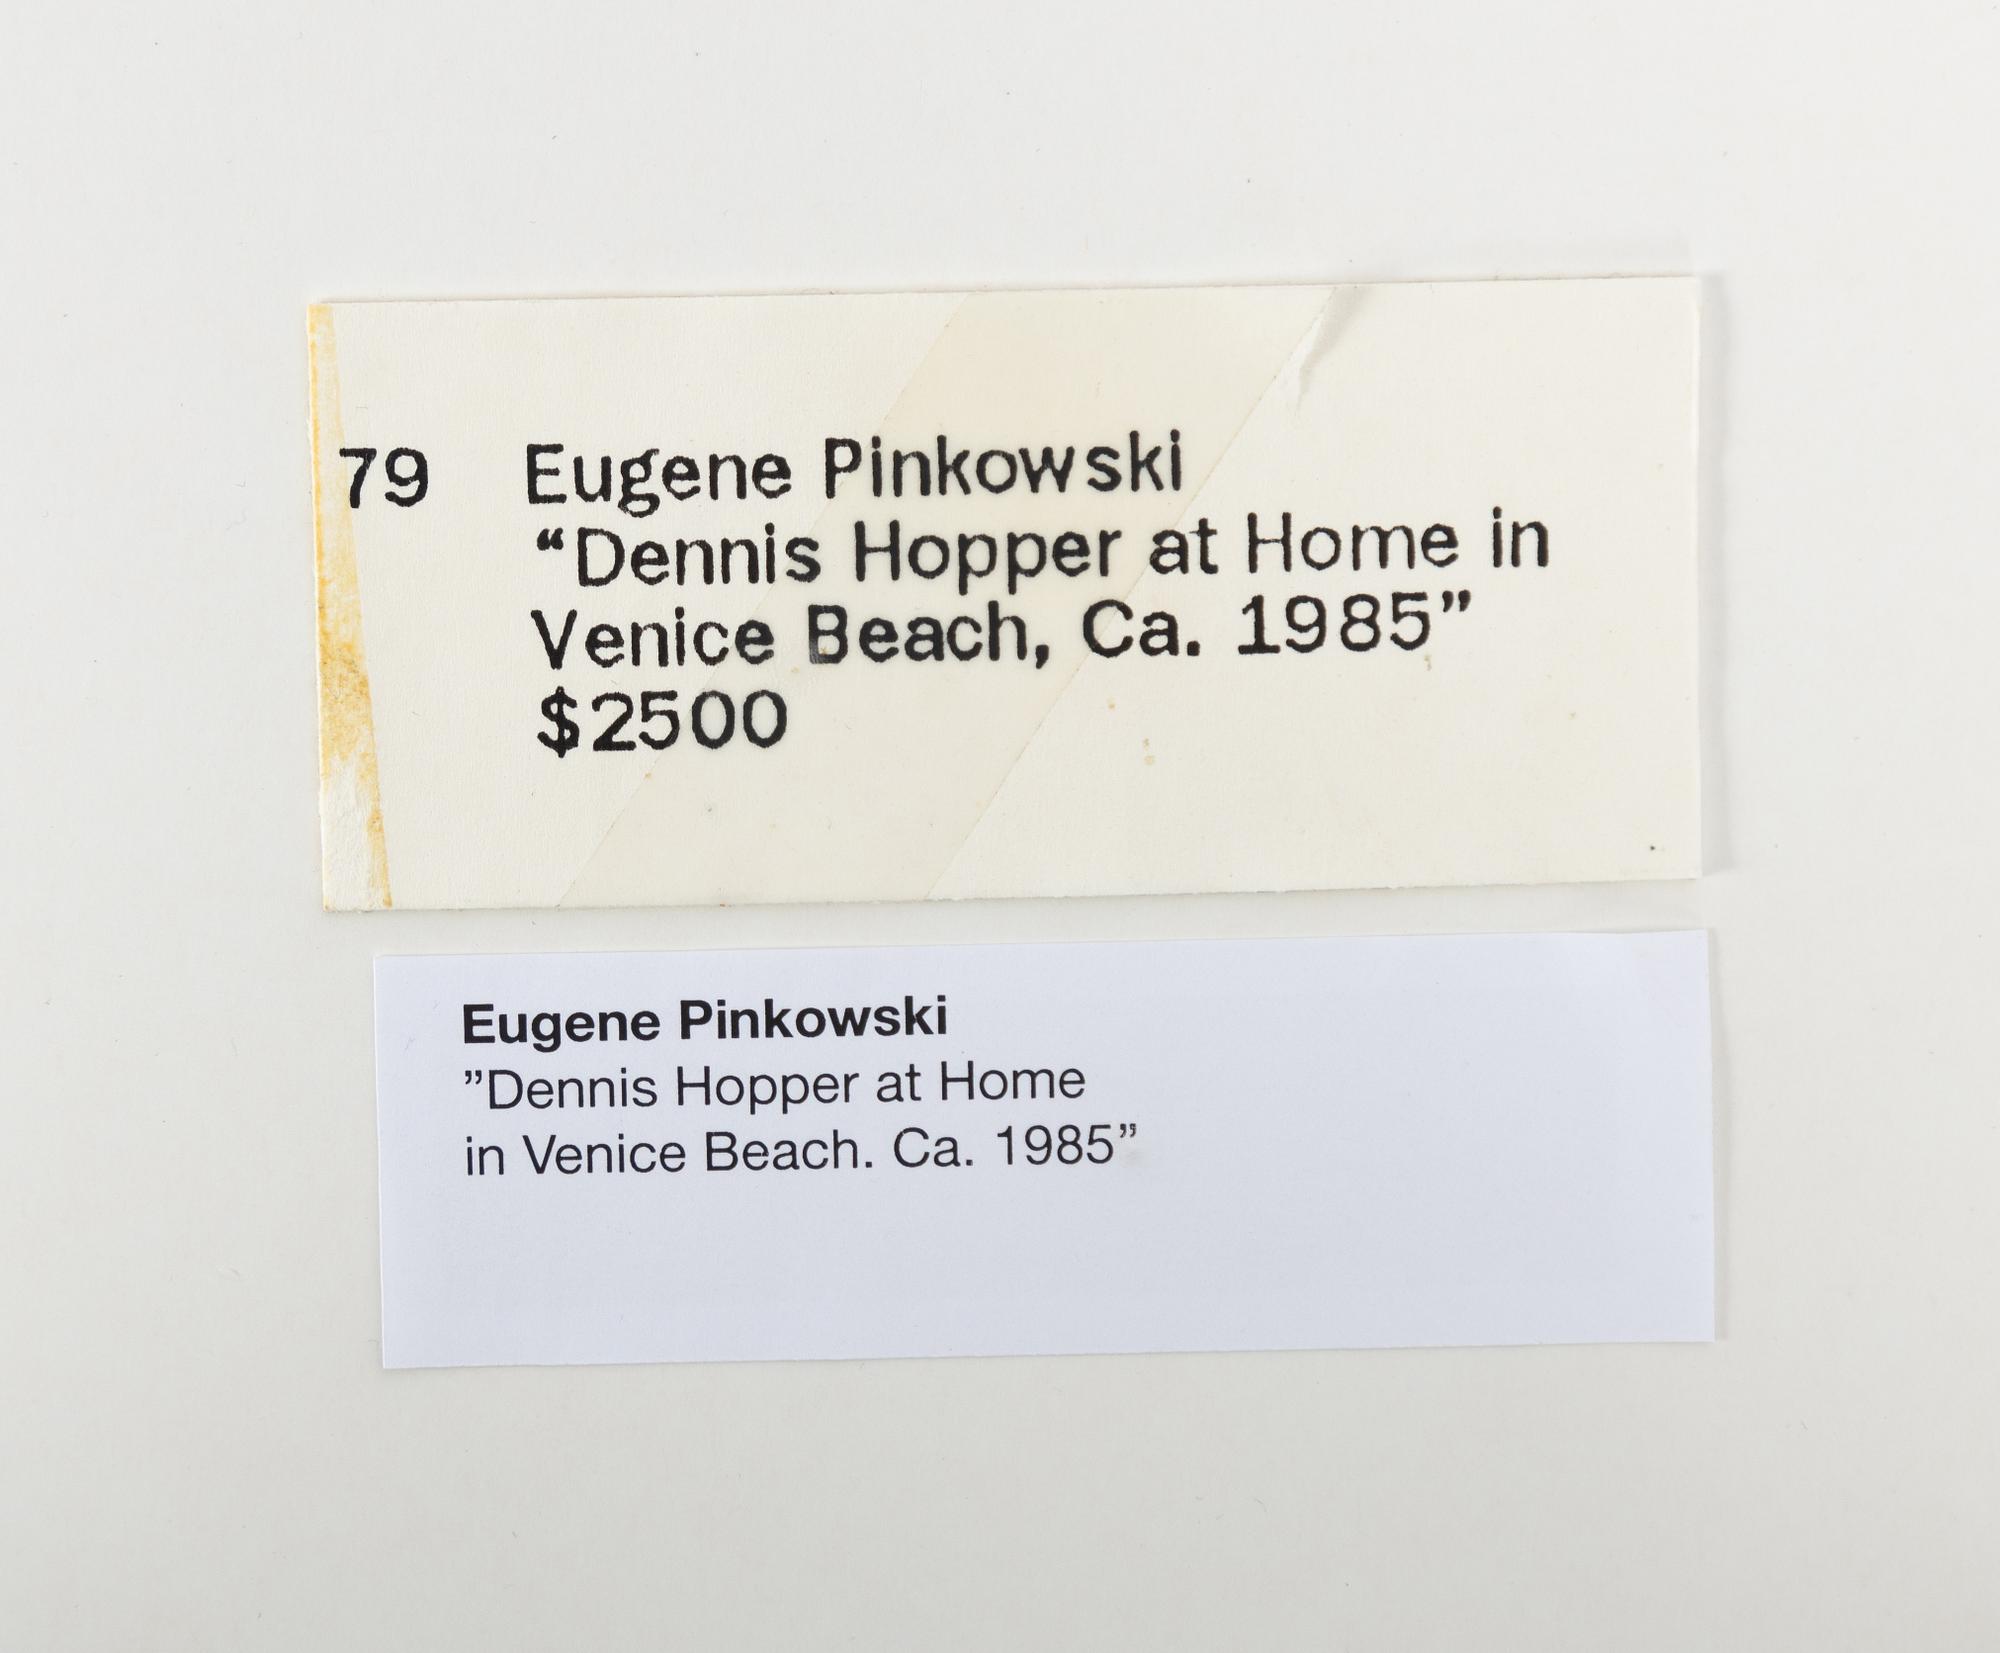 79 Eugene Pinkowski
“Dennis Hopper at Home in
Venice Beach, Ca. 1985”
$2500
Eugene Pinkowski
”Dennis Hopper at Home
in Venice Beach. Ca. 1985”